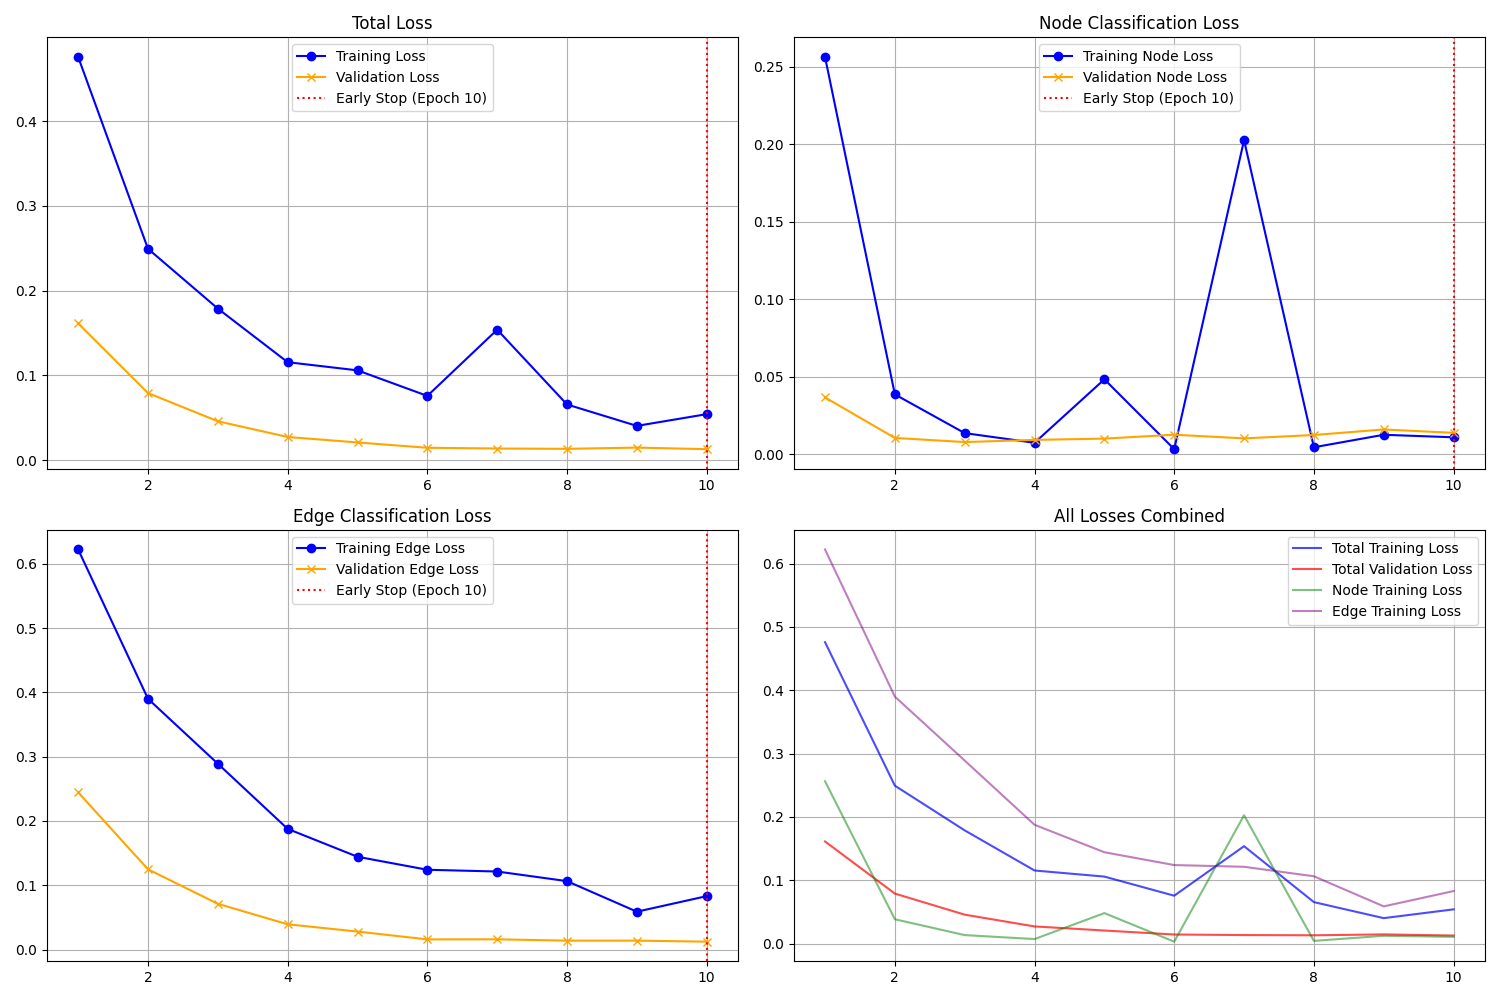 Total Loss
Training Loss
Validation Loss
Early Stop (Epoch 10)
0.4
0.3
0.2
0.1
0.0
2 4 6 8 10
Node Classification Loss
Training Node Loss
Validation Node Loss
Early Stop (Epoch 10)
0.25
0.20
0.15
0.10
0.05
0.00
2 4 6 8 10
Edge Classification Loss
Training Edge Loss
Validation Edge Loss
Early Stop (Epoch 10)
0.6
0.5
0.4
0.3
0.2
0.1
0.0
2 4 6 8 10
All Losses Combined
Total Training Loss
Total Validation Loss
Node Training Loss
Edge Training Loss
0.6
0.5
0.4
0.3
0.2
0.1
0.0
2 4 6 8 10